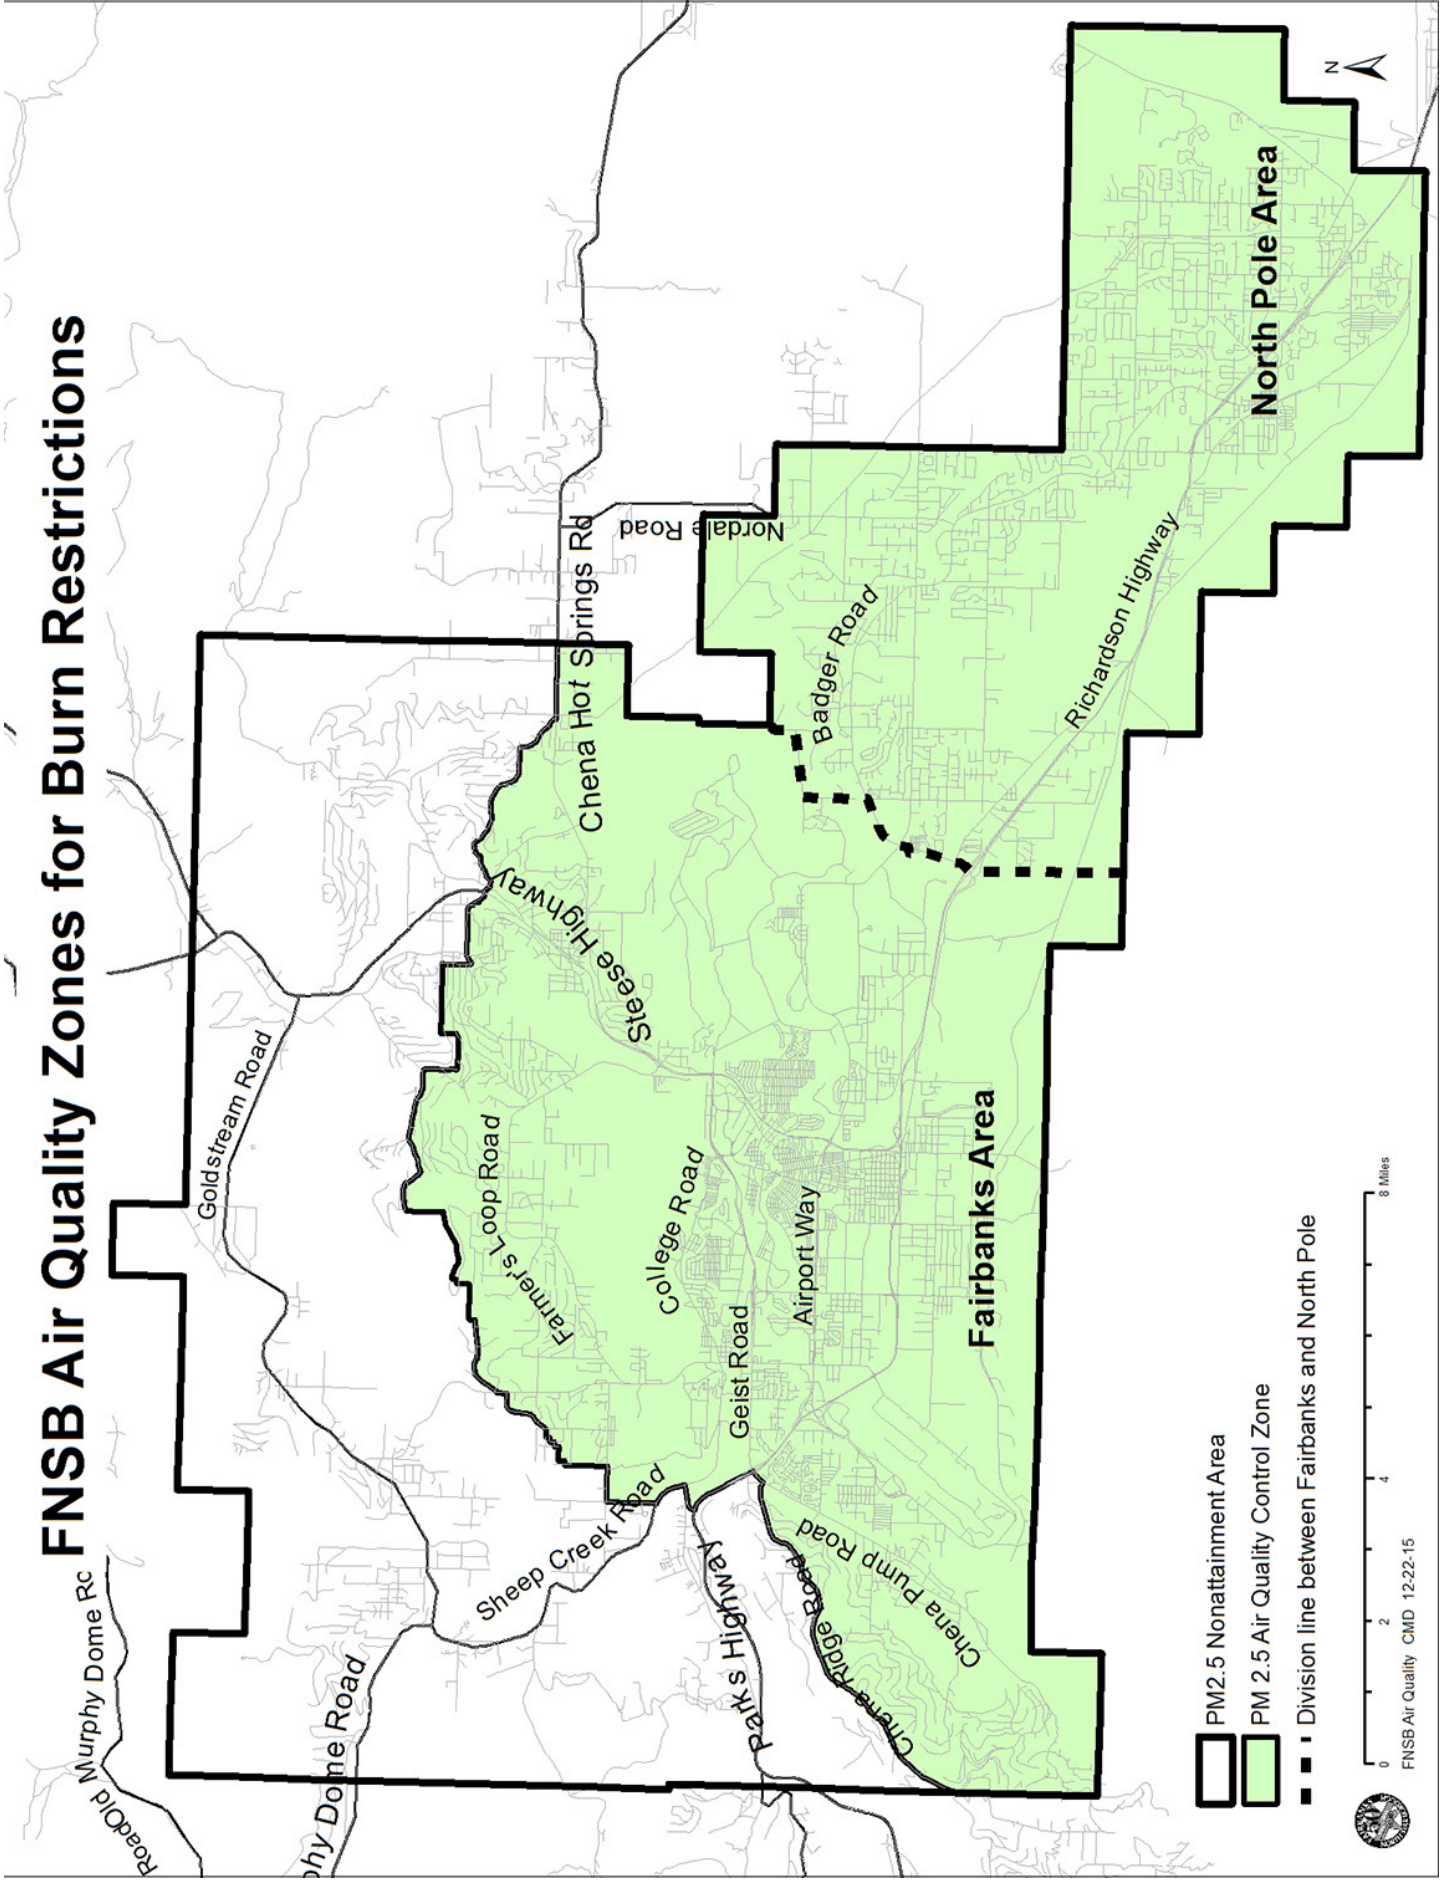 FNSB Air Quality Zones for Burn Restrictions
Old Murphy Dome Rd
Road
phy Dome Road
Goldstream Road
Sheep Creek Road
Parks Highway
Chena Ridge Road
Chena Pump Road
Farmer's Loop Road
College Road
Geist Road
Airport Way
Steese Highway
Chena Hot Springs Rd
Nordale Road
Badger Road
Richardson Highway
Fairbanks Area
North Pole Area
N
PM2.5 Nonattainment Area
PM 2.5 Air Quality Control Zone
Division line between Fairbanks and North Pole
0 2 4 8 Miles
FNSB Air Quality CMD 12-22-15